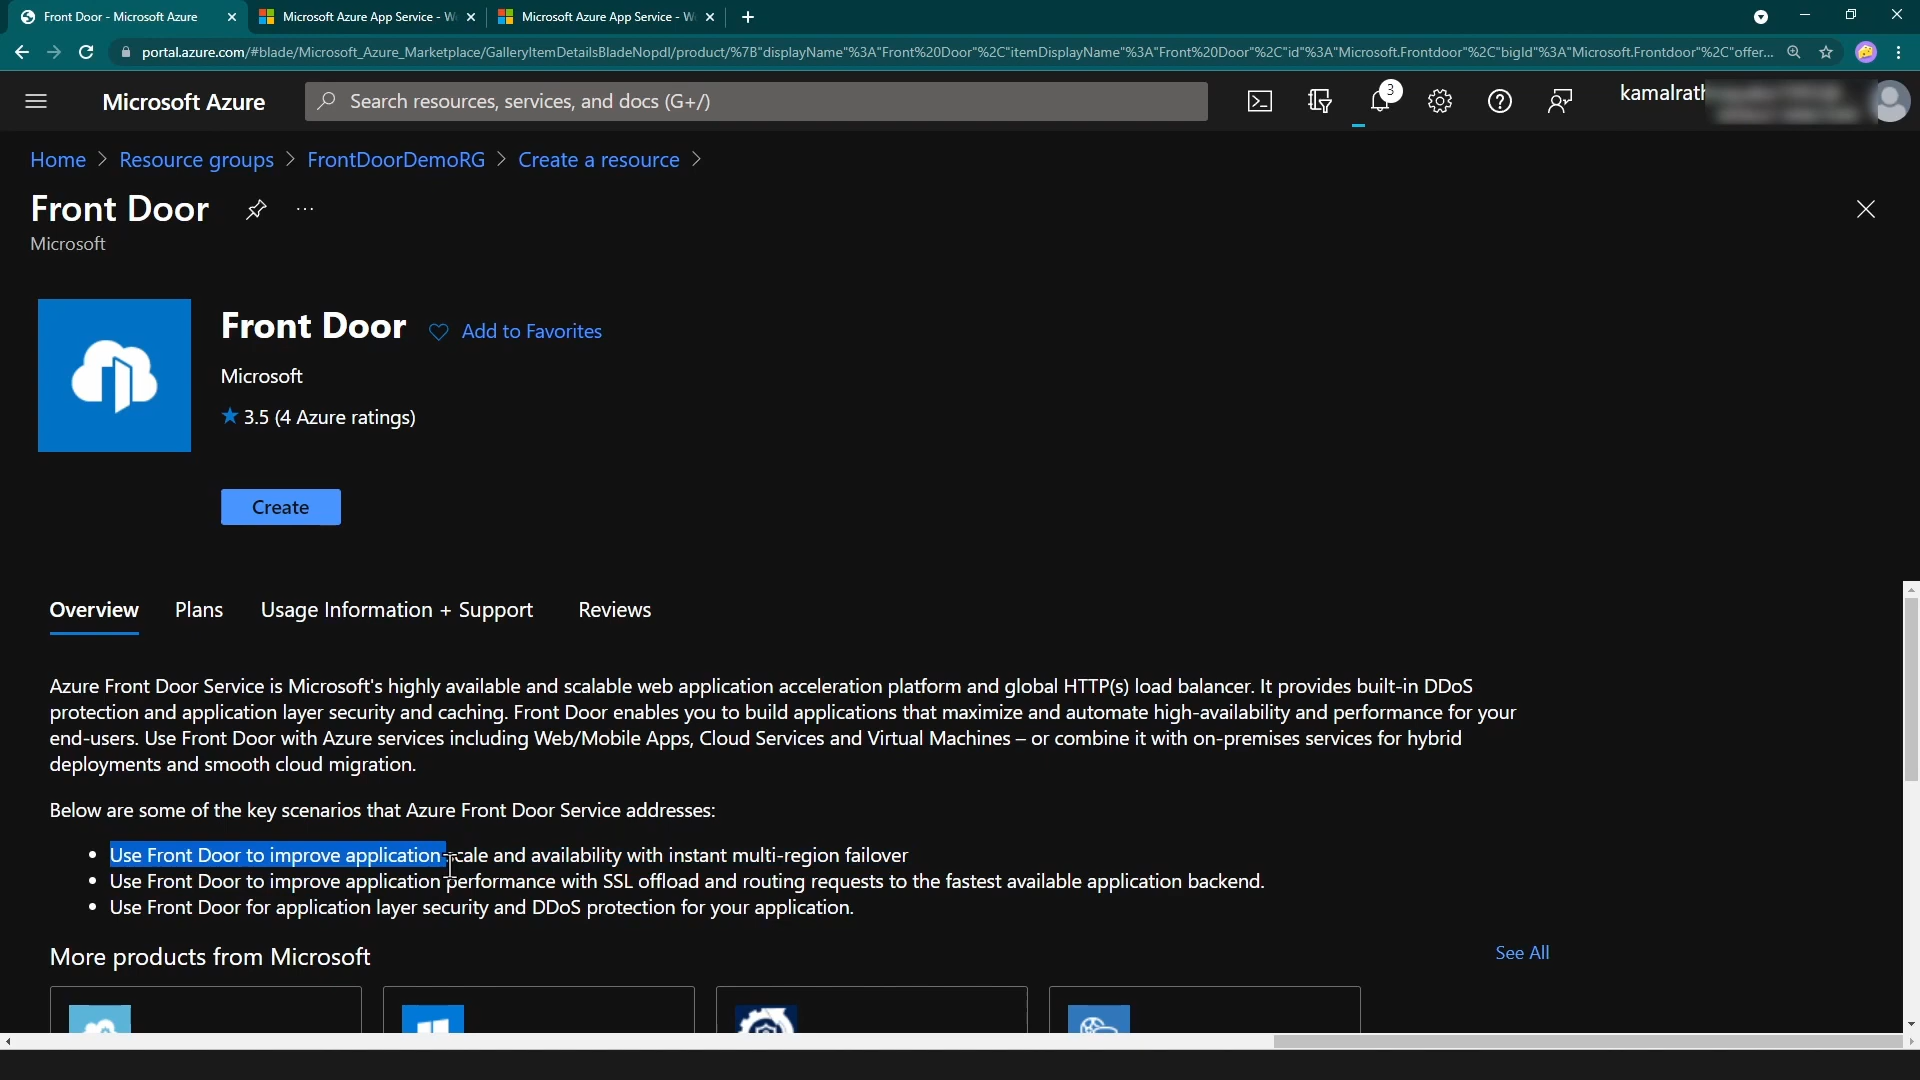 Front Door - Microsoft Azure
Microsoft Azure App Service - W
Microsoft Azure App Service - W
portal.azure.com/#blade/Microsoft_Azure_Marketplace/GalleryItemDetailsBladeNopdl/product/%7B"displayName"%3A"Front%20Door"%2C"itemDisplayName"%3A"Front%20Door"%2C"id"%3A"Microsoft.Frontdoor"%2C"bigId"%3A"Microsoft.Frontdoor"%2C"offer...
Microsoft Azure
Search resources, services, and docs (G+/)
3
kamalrath
Home > Resource groups > FrontDoorDemoRG > Create a resource >
Front Door
...
Microsoft
Front Door
Add to Favorites
Microsoft
3.5 (4 Azure ratings)
Create
Overview Plans Usage Information + Support Reviews
Azure Front Door Service is Microsoft's highly available and scalable web application acceleration platform and global HTTP(s) load balancer. It provides built-in DDoS
protection and application layer security and caching. Front Door enables you to build applications that maximize and automate high-availability and performance for your
end-users. Use Front Door with Azure services including Web/Mobile Apps, Cloud Services and Virtual Machines – or combine it with on-premises services for hybrid
deployments and smooth cloud migration.
Below are some of the key scenarios that Azure Front Door Service addresses:
• Use Front Door to improve application scale and availability with instant multi-region failover
• Use Front Door to improve application performance with SSL offload and routing requests to the fastest available application backend.
• Use Front Door for application layer security and DDoS protection for your application.
More products from Microsoft
See All